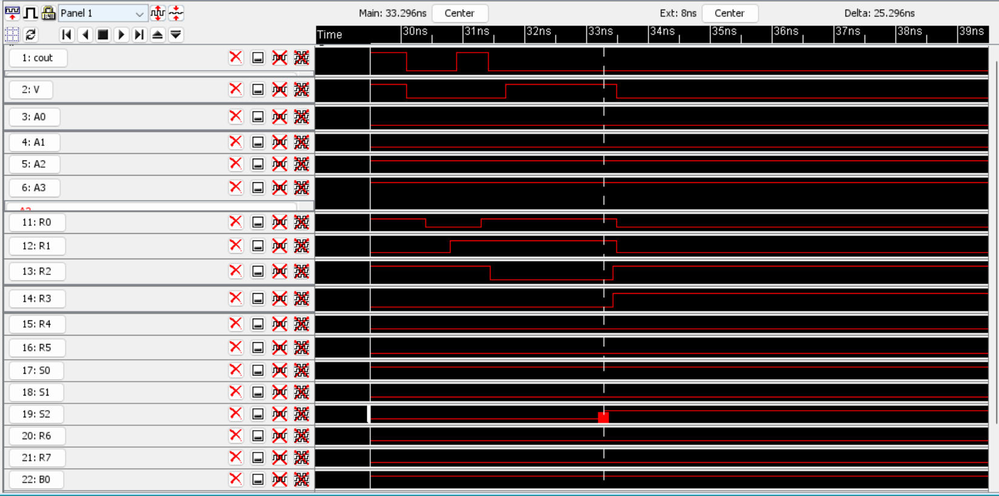 Panel 1 Main: 33.296ns Center Ext: 8ns Center Delta: 25.296ns
Time 30ns 31ns 32ns 33ns 34ns 35ns 36ns 37ns 38ns 39ns
1: cout
2: V
3: A0
4: A1
5: A2
6: A3
11: R0
12: R1
13: R2
14: R3
15: R4
16: R5
17: S0
18: S1
19: S2
20: R6
21: R7
22: B0